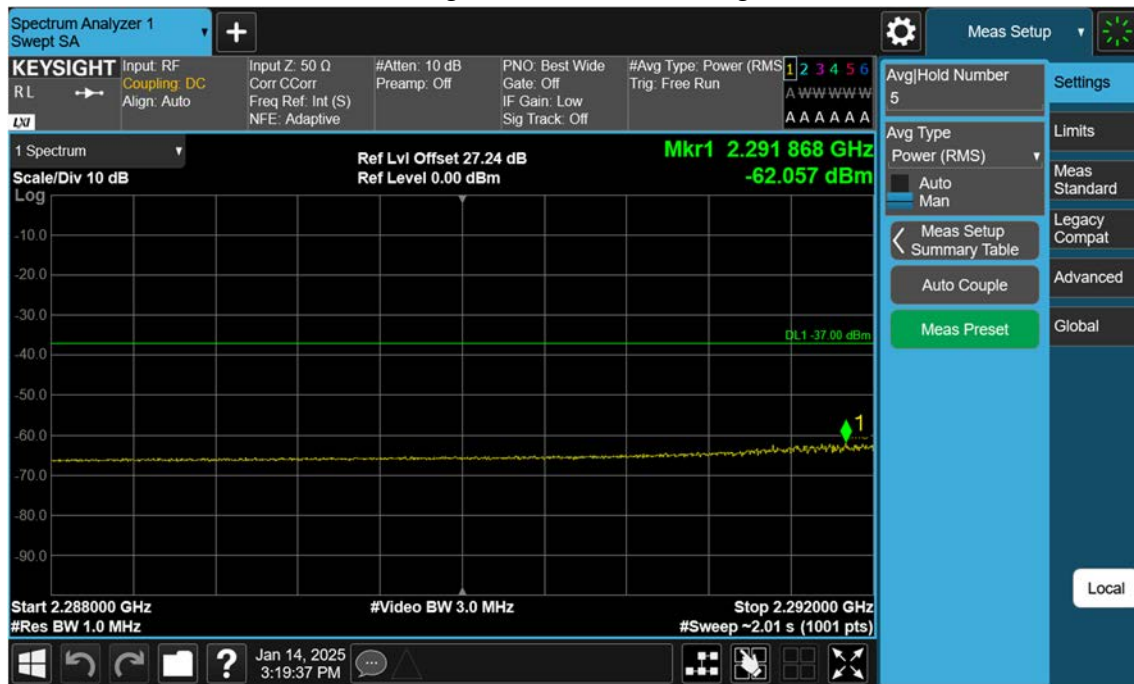 Spectrum Analyzer 1
Swept SA
+
Meas Setup
KEYSIGHT
RL
LXI
Input: RF
Coupling: DC
Align: Auto
Input Z: 50 Ω
Corr CCorr
Freq Ref: Int (S)
NFE: Adaptive
#Atten: 10 dB
Preamp: Off
PNO: Best Wide
Gate: Off
IF Gain: Low
Sig Track: Off
#Avg Type: Power (RMS
Trig: Free Run
1 2 3 4 5 6
A W W W W W
A A A A A A
1 Spectrum
Scale/Div 10 dB
Log
Ref Lvl Offset 27.24 dB
Ref Level 0.00 dBm
Mkr1 2.291 868 GHz
-62.057 dBm
-10.0
-20.0
-30.0
DL1 -37.00 dBm
-40.0
-50.0
1
-60.0
-70.0
-80.0
-90.0
Start 2.288000 GHz
#Res BW 1.0 MHz
#Video BW 3.0 MHz
Stop 2.292000 GHz
#Sweep ~2.01 s (1001 pts)
?
Jan 14, 2025
3:19:37 PM
Avg|Hold Number
5
Avg Type
Power (RMS)
Auto
Man
Meas Setup
Summary Table
Auto Couple
Meas Preset
Settings
Limits
Meas
Standard
Legacy
Compat
Advanced
Global
Local